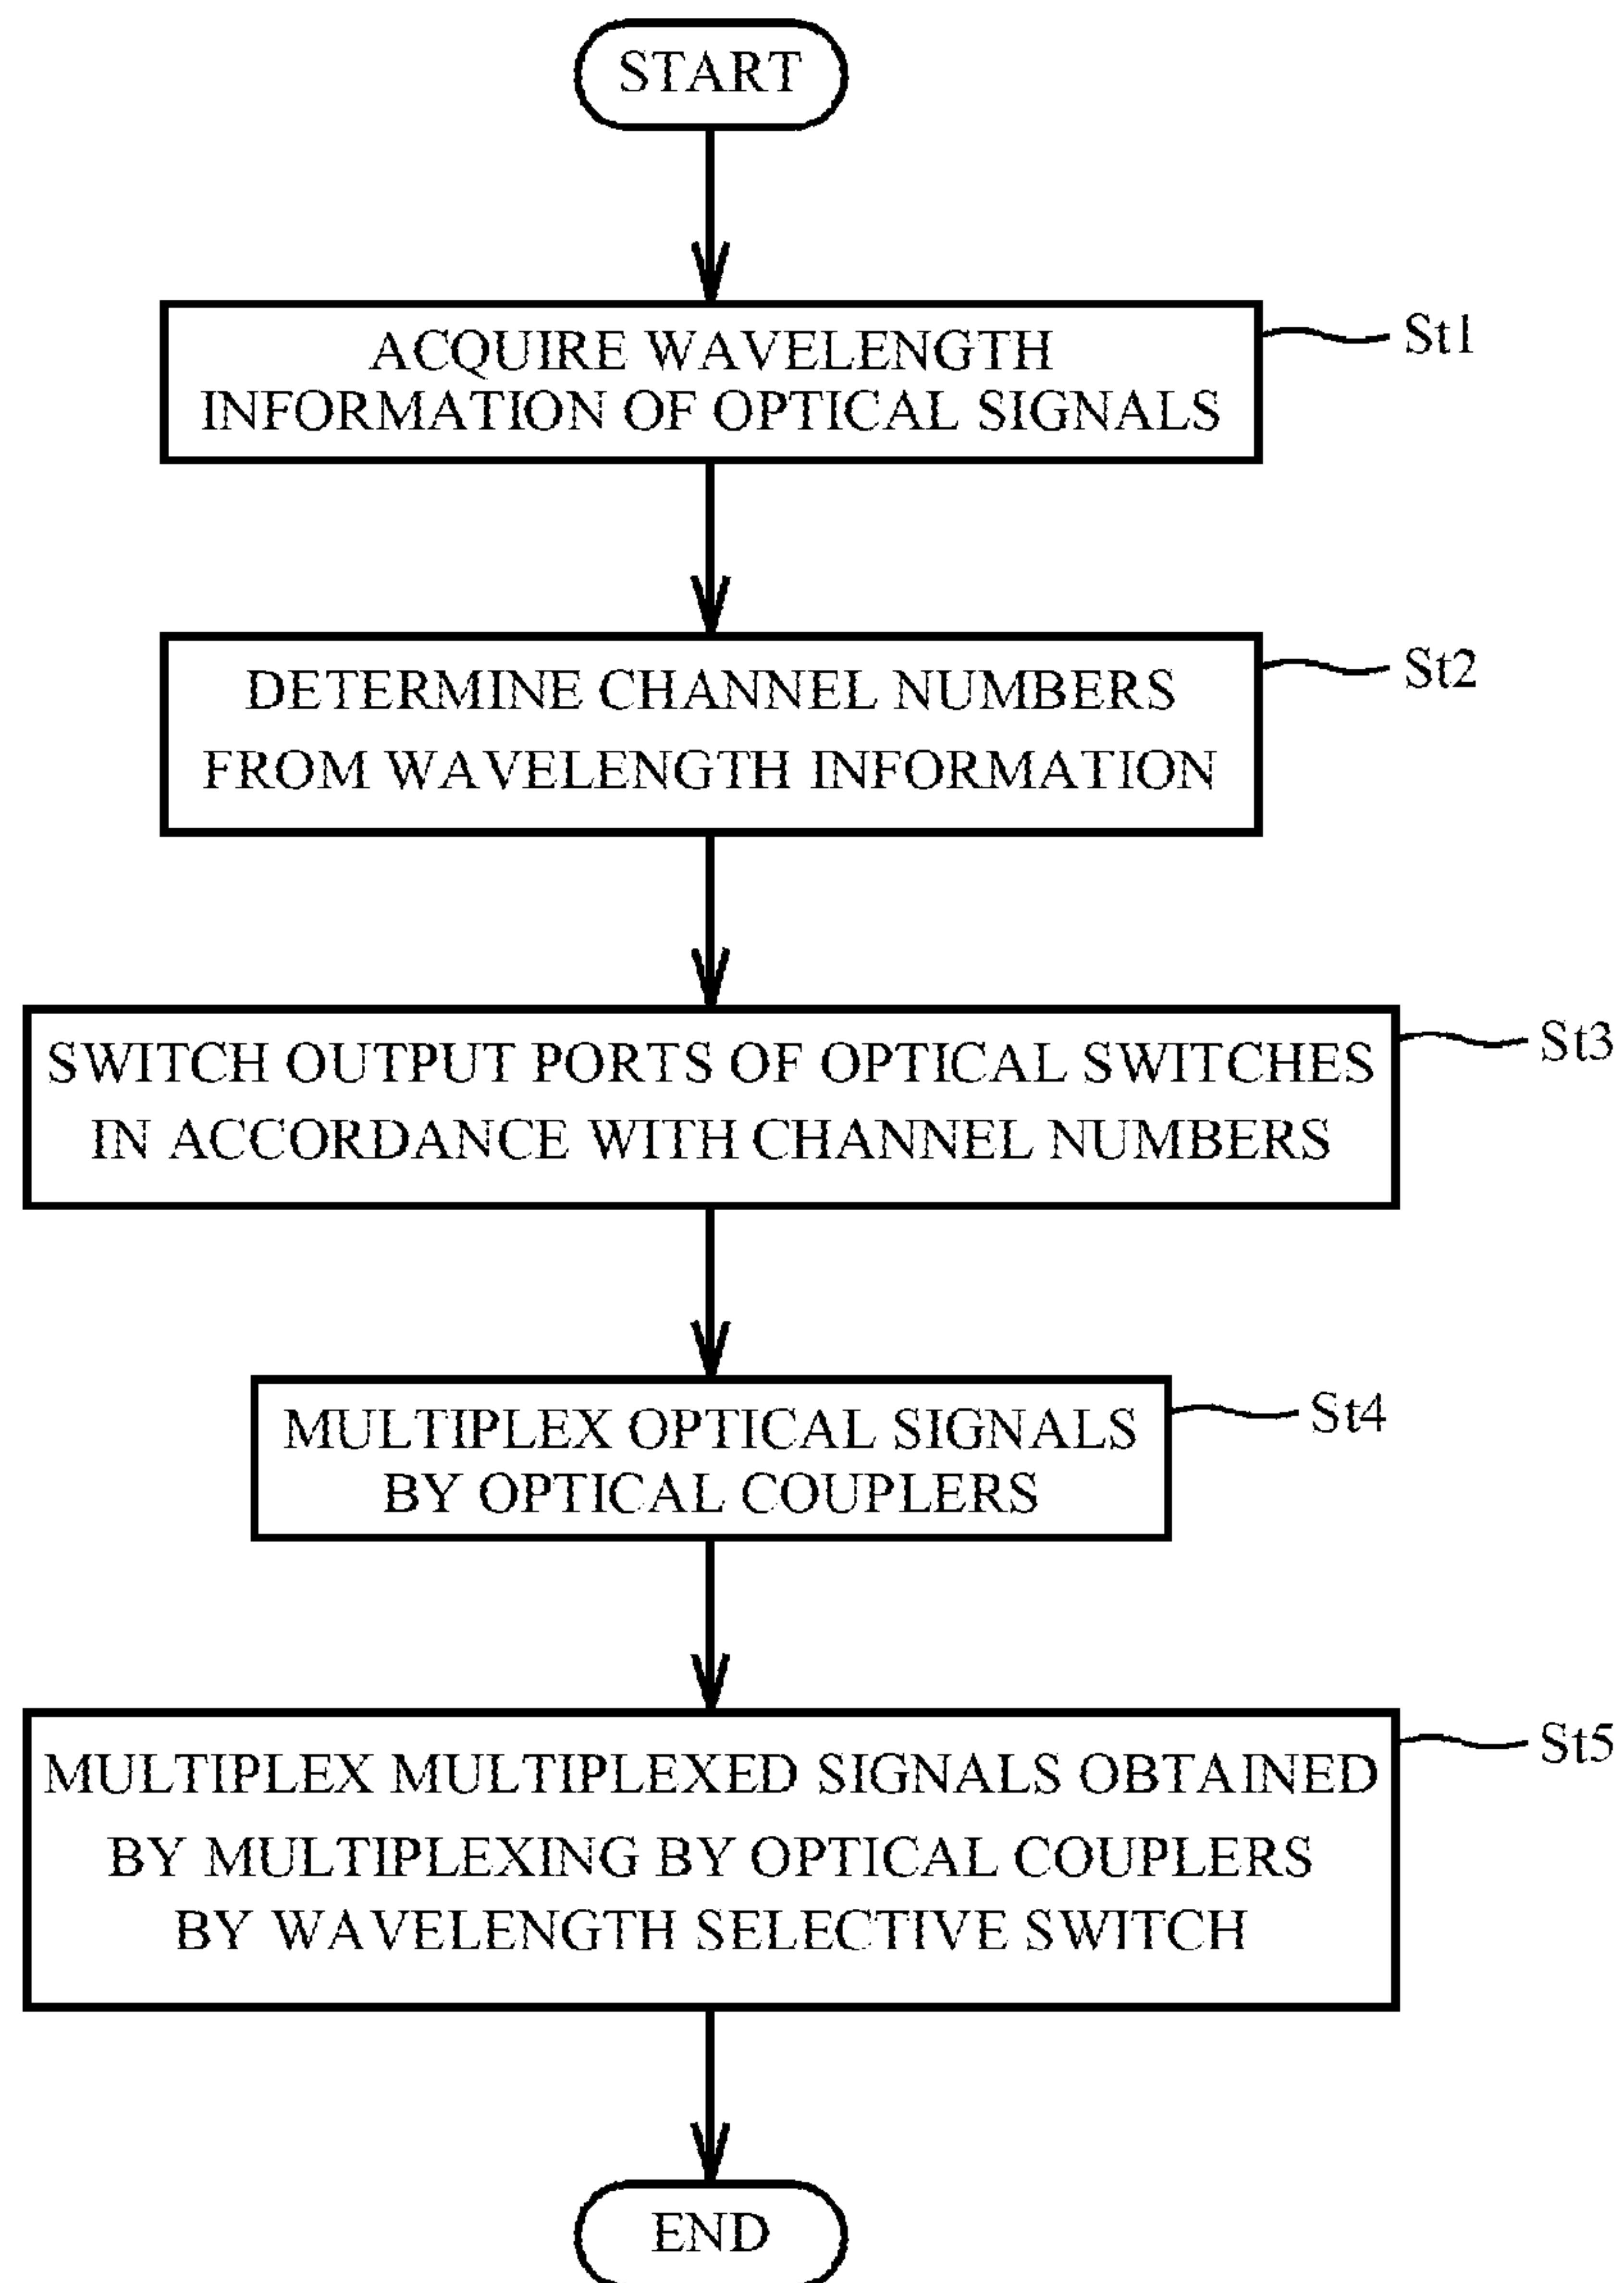 START
ACQUIRE WAVELENGTH
INFORMATION OF OPTICAL SIGNALS
St1
DETERMINE CHANNEL NUMBERS
FROM WAVELENGTH INFORMATION
St2
SWITCH OUTPUT PORTS OF OPTICAL SWITCHES
IN ACCORDANCE WITH CHANNEL NUMBERS
St3
MULTIPLEX OPTICAL SIGNALS
BY OPTICAL COUPLERS
St4
MULTIPLEX MULTIPLEXED SIGNALS OBTAINED
BY MULTIPLEXING BY OPTICAL COUPLERS
BY WAVELENGTH SELECTIVE SWITCH
St5
END